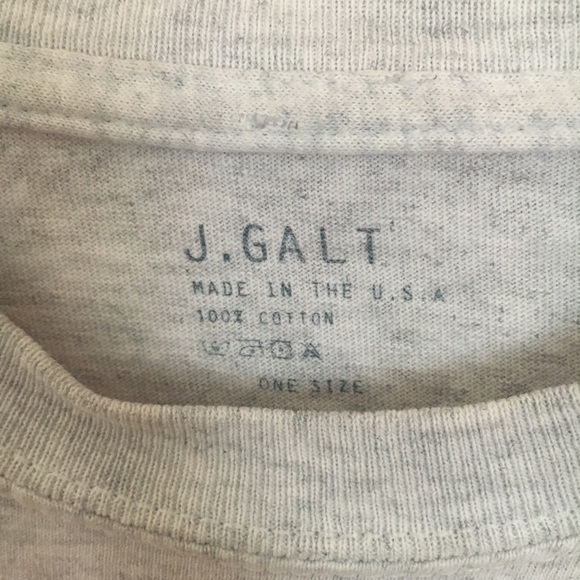 J.GALT
MADE IN THE U.S.A
100% COTTON
ONE SIZE